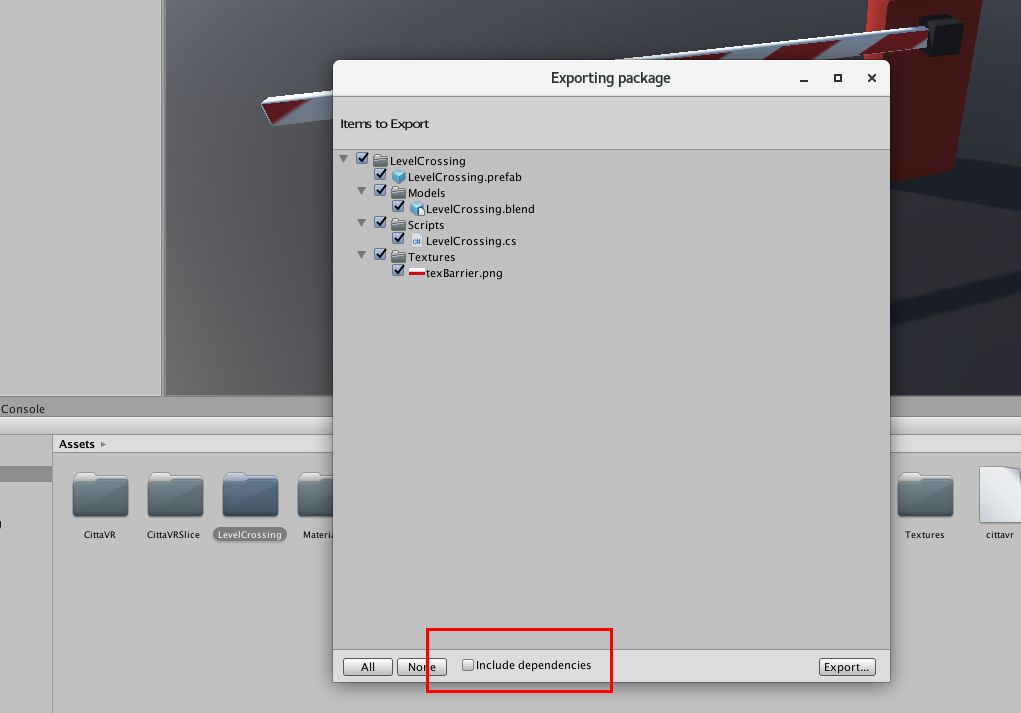 Exporting package
Items to Export
LevelCrossing
LevelCrossing.prefab
Models
LevelCrossing.blend
Scripts
C#
LevelCrossing.cs
Textures
texBarrier.png
Console
Assets
CittaVR
CittaVRSlice
LevelCrossing
Materia
Textures
cittavr
All
None
Include dependencies
Export...